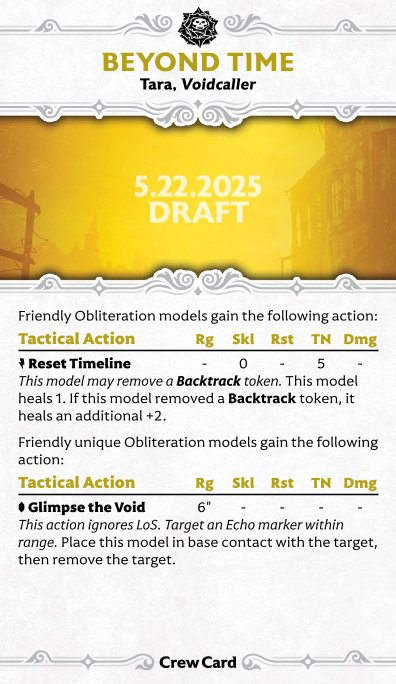 BEYOND TIME
Tara, Voidcaller
5.22.2025
DRAFT
Friendly Obliteration models gain the following action:
Tactical Action Rg Skl Rst TN Dmg
Reset Timeline - 0 - 5 -
This model may remove a Backtrack token. This model
heals 1. If this model removed a Backtrack token, it
heals an additional +2.
Friendly unique Obliteration models gain the following
action:
Tactical Action Rg Skl Rst TN Dmg
Glimpse the Void 6" - - - -
This action ignores LoS. Target an Echo marker within
range. Place this model in base contact with the target,
then remove the target.
Crew Card